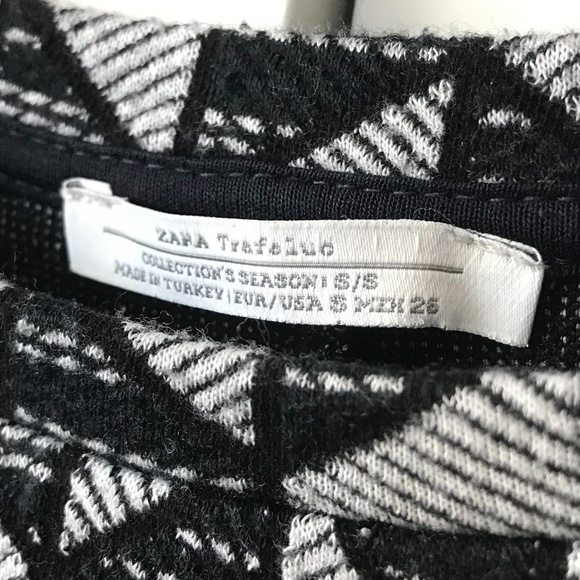 ZARA Trafaluc
COLLECTION'S SEASON: S/S
MADE IN TURKEY | EUR/USA S MEX 26